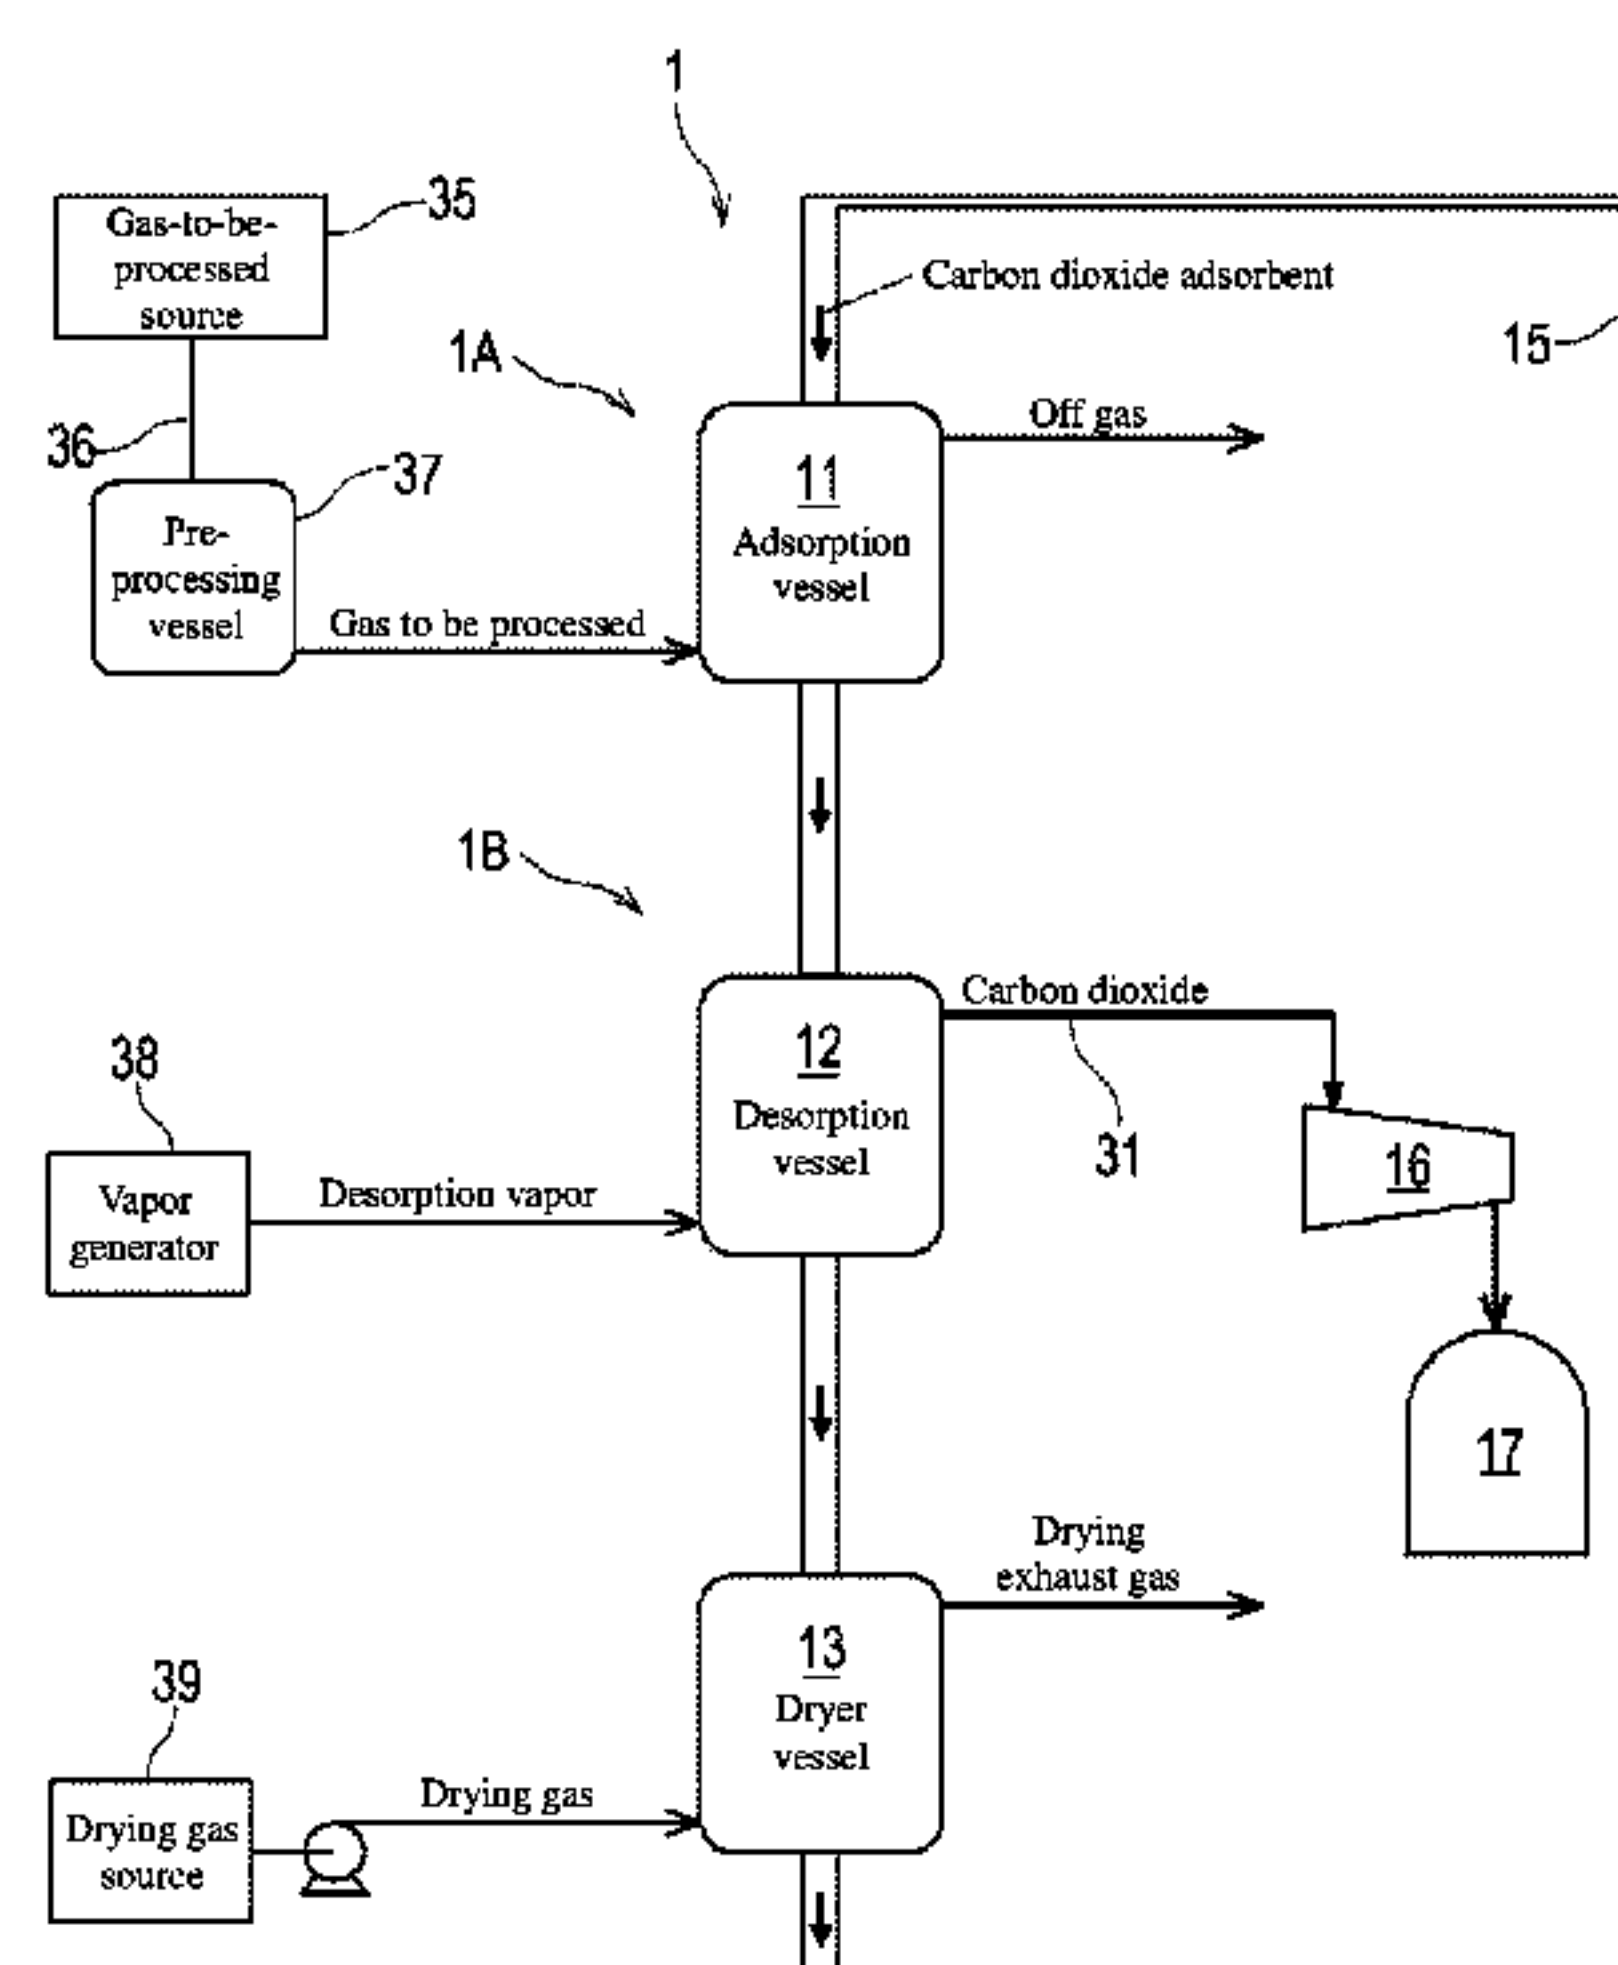 1
35
Gas-to-be-
processed
source
Carbon dioxide adsorbent
15
1A
36
Off gas
37
11
Adsorption
vessel
Pre-
processing
vessel
Gas to be processed
1B
Carbon dioxide
12
Desorption
vessel
38
31
16
Vapor
generator
Desorption vapor
17
Drying
exhaust gas
13
Dryer
vessel
39
Drying gas
Drying gas
source